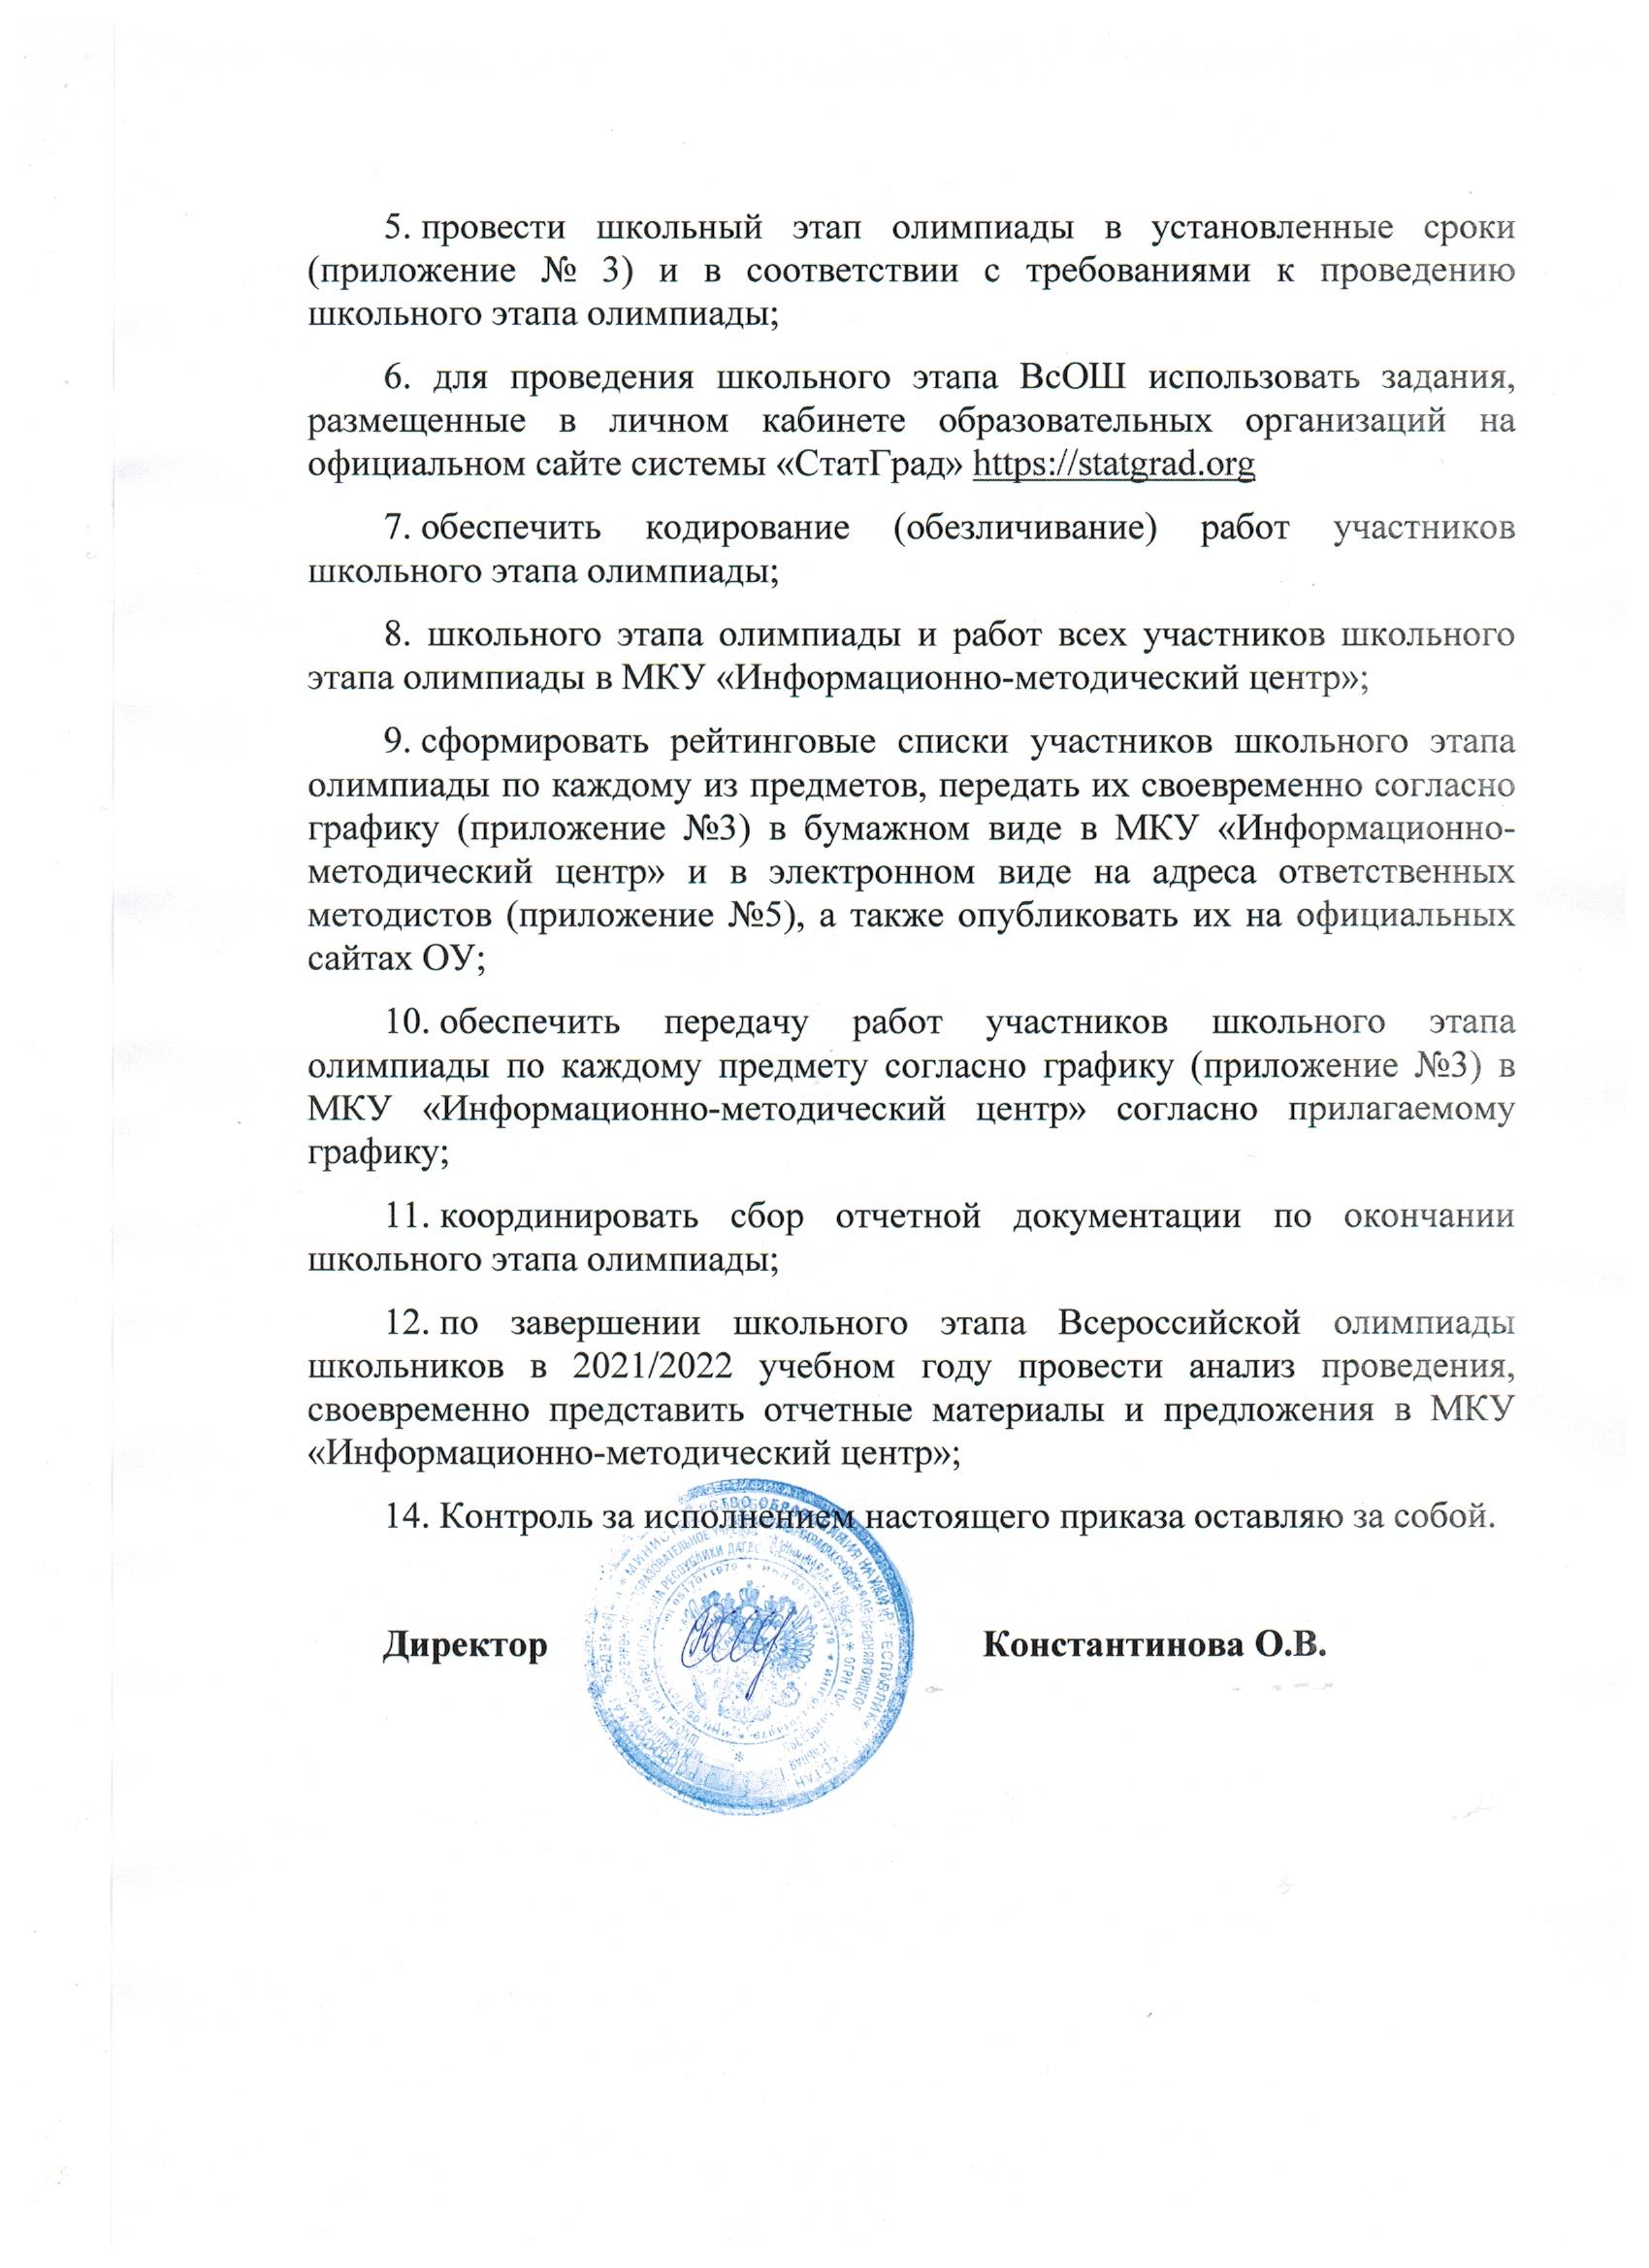 5. провести школьный этап олимпиады в установленные сроки
(приложение № 3) и в соответствии с требованиями к проведению
школьного этапа олимпиады;
6. для проведения школьного этапа ВсОШ использовать задания,
размещенные в личном кабинете образовательных организаций на
официальном сайте системы «СтатГрад» https://statgrad.org
7. обеспечить кодирование (обезличивание) работ участников
школьного этапа олимпиады;
8. школьного этапа олимпиады и работ всех участников школьного
этапа олимпиады в МКУ «Информационно-методический центр»;
9. сформировать рейтинговые списки участников школьного этапа
олимпиады по каждому из предметов, передать их своевременно согласно
графику (приложение №3) в бумажном виде в МКУ «Информационно-
методический центр» и в электронном виде на адреса ответственных
методистов (приложение №5), а также опубликовать их на официальных
сайтах ОУ;
10. обеспечить передачу работ участников школьного этапа
олимпиады по каждому предмету согласно графику (приложение №3) в
МКУ «Информационно-методический центр» согласно прилагаемому
графику;
11. координировать сбор отчетной документации по окончании
школьного этапа олимпиады;
12. по завершении школьного этапа Всероссийской олимпиады
школьников в 2021/2022 учебном году провести анализ проведения,
своевременно представить отчетные материалы и предложения в МКУ
«Информационно-методический центр»;
14. Контроль за исполнением настоящего приказа оставляю за собой.
Директор Константинова О.В.